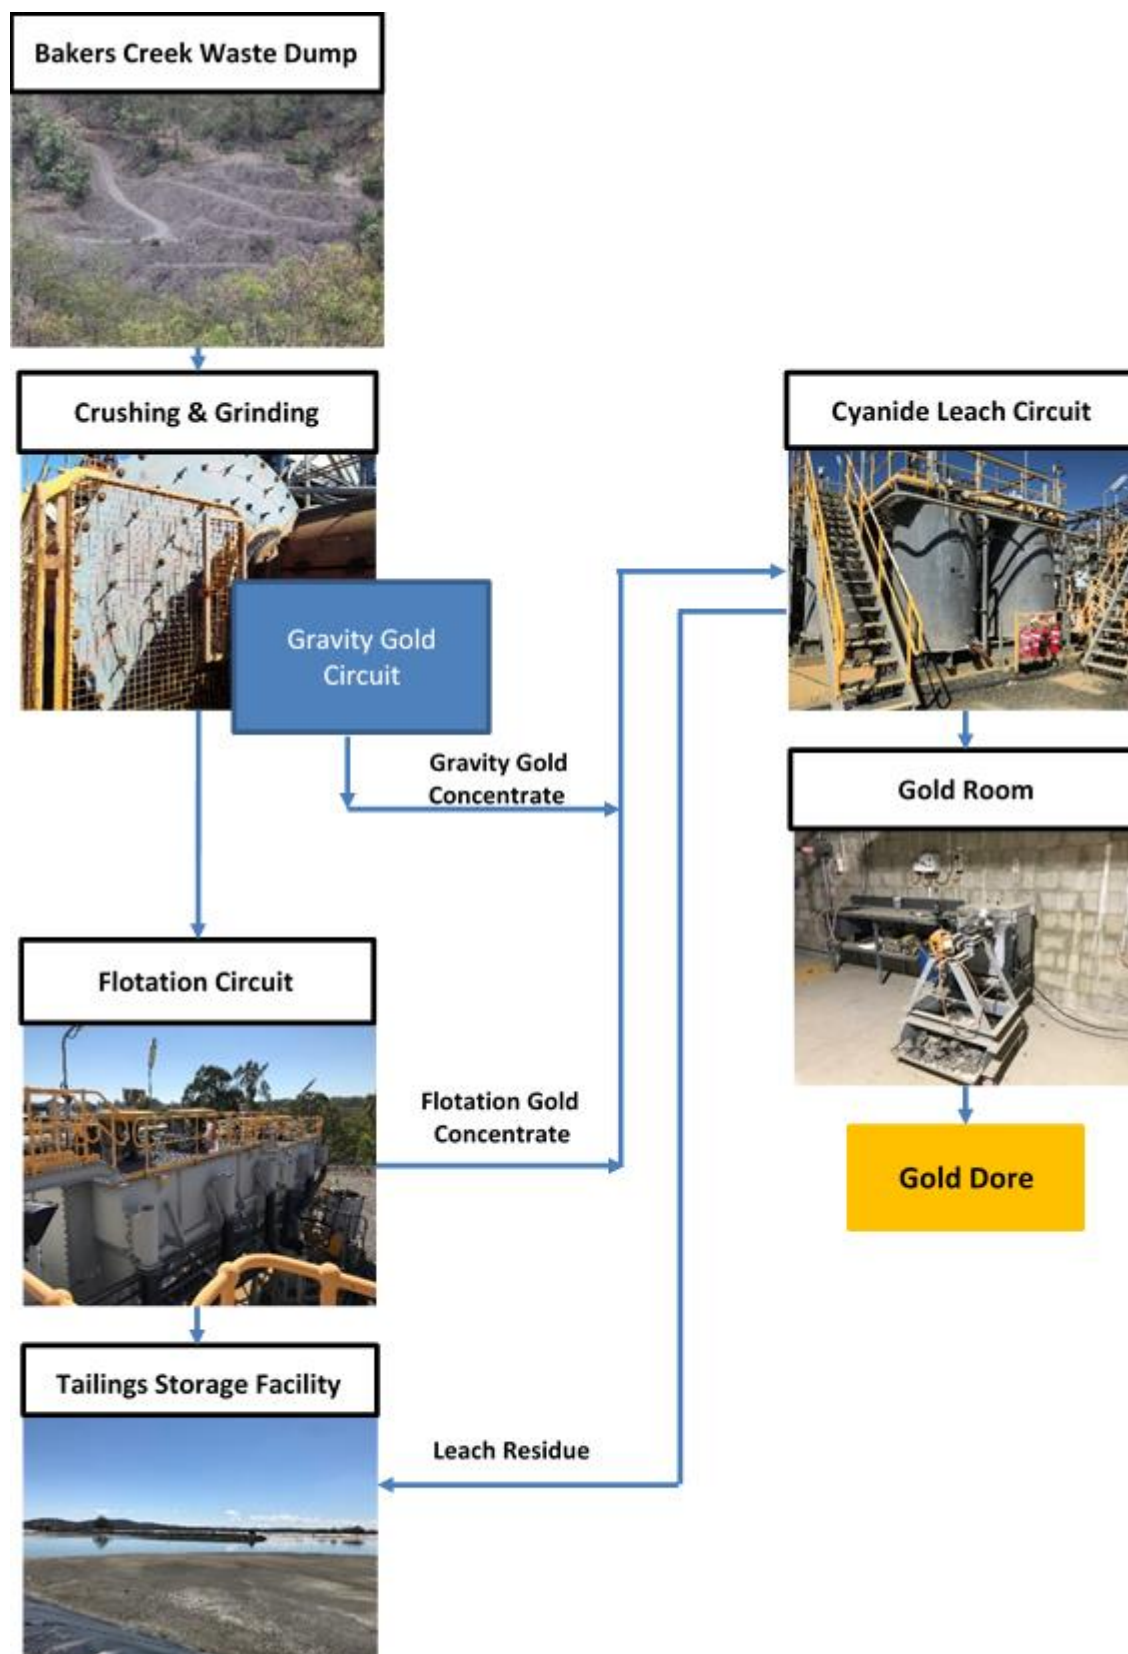 Bakers Creek Waste Dump
Crushing & Grinding
Gravity Gold
Circuit
Gravity Gold
Concentrate
Flotation Circuit
Flotation Gold
Concentrate
Tailings Storage Facility
Leach Residue
Cyanide Leach Circuit
Gold Room
Gold Dore